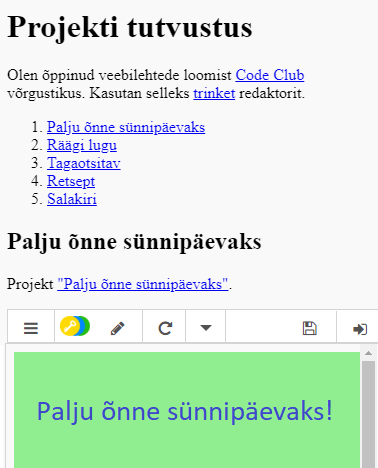 Projekti tutvustus
Olen õppinud veebilehtede loomist Code Club
võrgustikus. Kasutan selleks trinket redaktorit.
1. Palju õnne sünnipäevaks
2. Räägi lugu
3. Tagaotsitav
4. Retsept
5. Salakiri
Palju õnne sünnipäevaks
Projekt "Palju õnne sünnipäevaks".
Palju õnne sünnipäevaks!